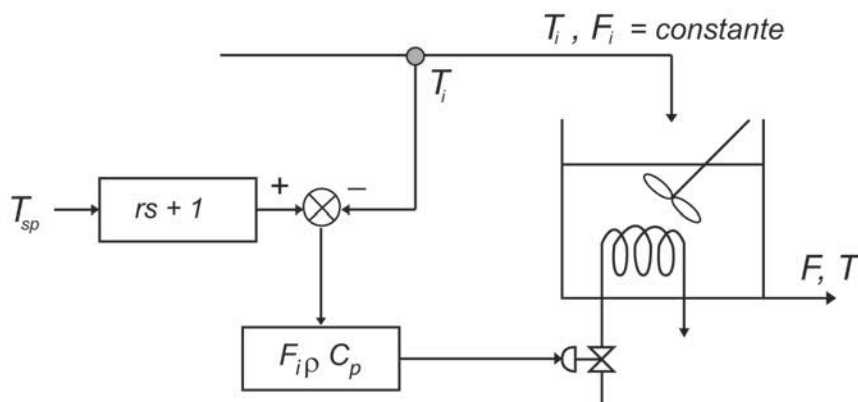 T_i , F_i = constante
T_i
T_sp
rs + 1
+
−
F, T
F_i ρ C_p